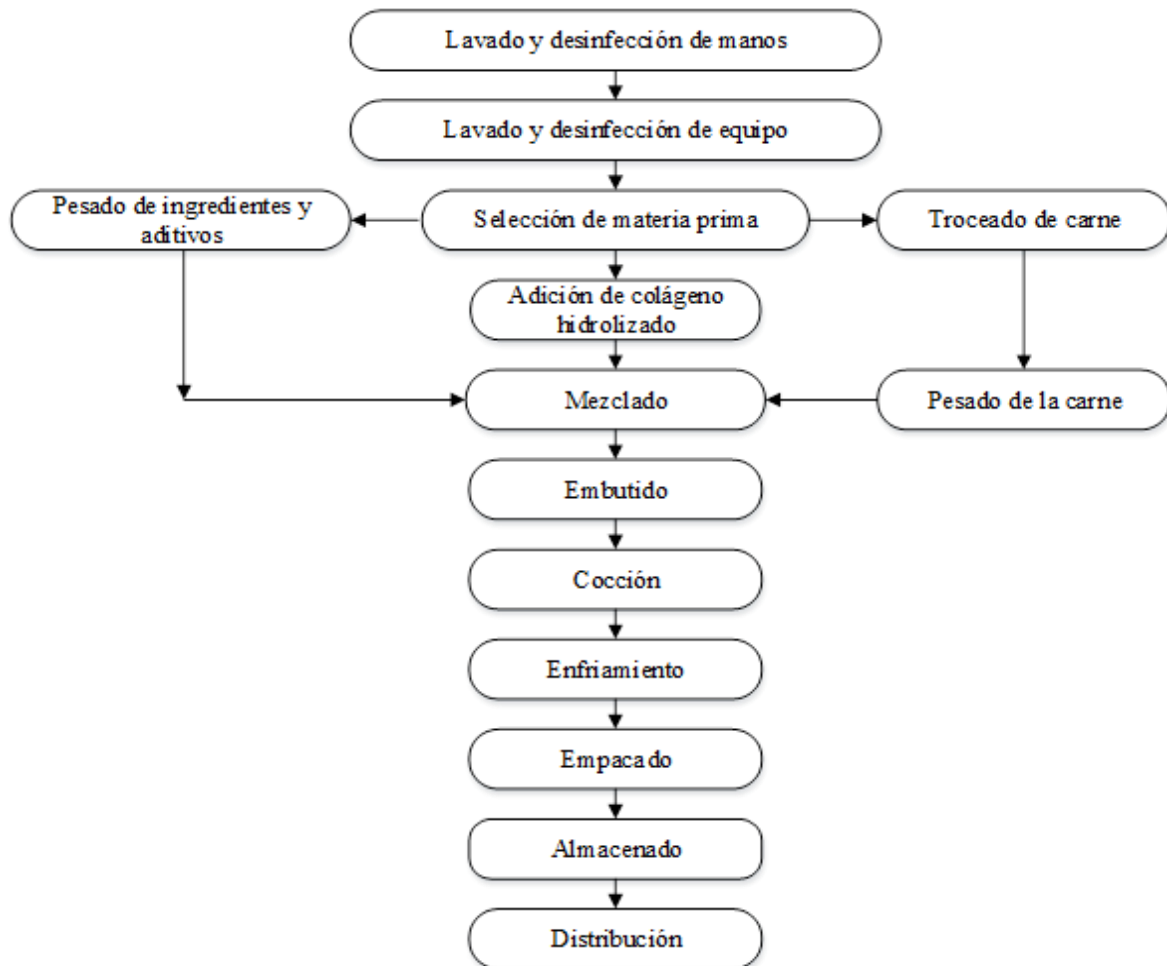 Lavado y desinfección de manos
Lavado y desinfección de equipo
Pesado de ingredientes y
aditivos
Selección de materia prima
Troceado de carne
Adición de colágeno
hidrolizado
Mezclado
Pesado de la carne
Embutido
Cocción
Enfriamiento
Empacado
Almacenado
Distribución